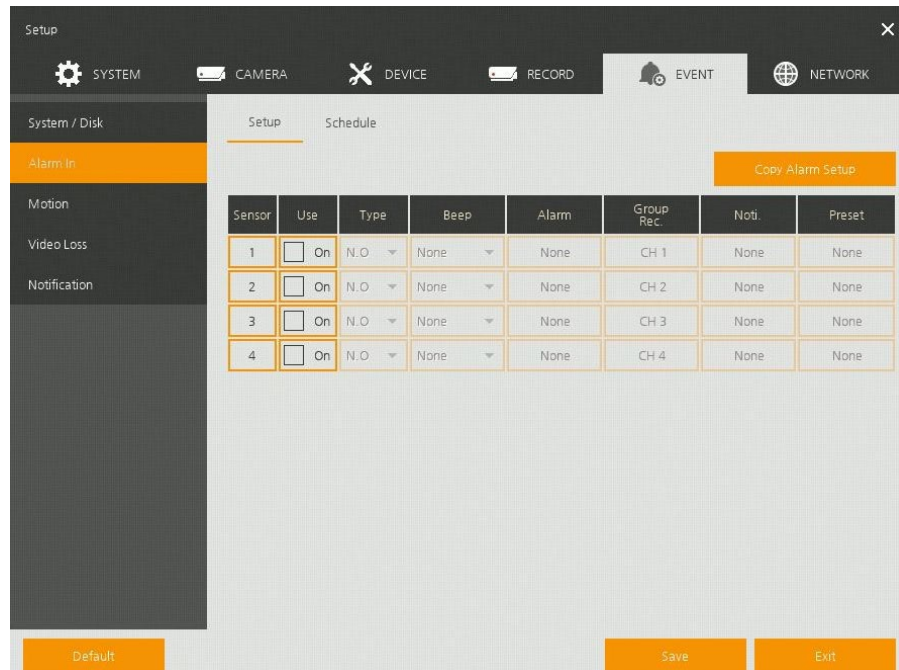 Setup
SYSTEM CAMERA DEVICE RECORD EVENT NETWORK
System / Disk
Alarm In
Motion
Video Loss
Notification
Setup Schedule
Copy Alarm Setup
Sensor Use Type Beep Alarm Group Rec. Noti. Preset
1 On N.O None None CH 1 None None
2 On N.O None None CH 2 None None
3 On N.O None None CH 3 None None
4 On N.O None None CH 4 None None
Default Save Exit